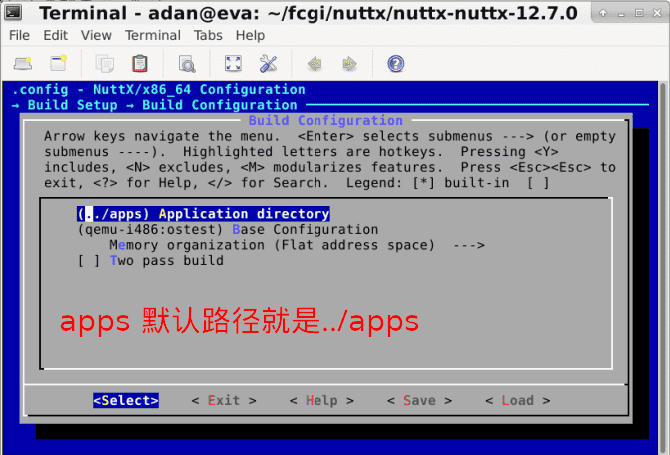 Terminal - adan@eva: ~/fcgi/nuttx/nuttx-nuttx-12.7.0
File Edit View Terminal Tabs Help
.config - NuttX/x86_64 Configuration
→ Build Setup → Build Configuration
Build Configuration
Arrow keys navigate the menu. <Enter> selects submenus ---> (or empty
submenus ----). Highlighted letters are hotkeys. Pressing <Y>
includes, <N> excludes, <M> modularizes features. Press <Esc><Esc> to
exit, <?> for Help, </> for Search. Legend: [*] built-in [ ]
(../apps) Application directory
(qemu-i486:ostest) Base Configuration
Memory organization (Flat address space) --->
[ ] Two pass build
apps 默认路径就是../apps
<Select> < Exit > < Help > < Save > < Load >